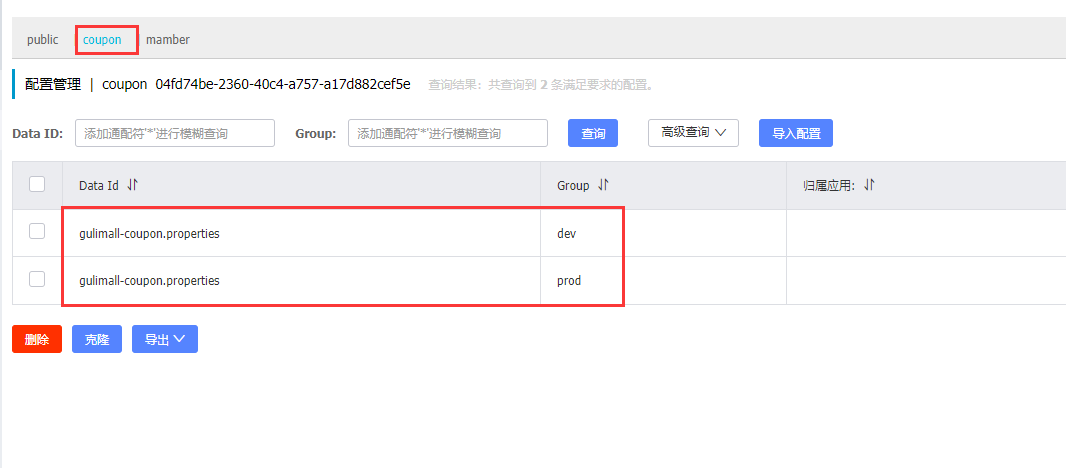 public coupon mamber
配置管理 | coupon 04fd74be-2360-40c4-a757-a17d882cef5e 查询结果：共查询到 2 条满足要求的配置。
Data ID: 添加通配符'*'进行模糊查询 Group: 添加通配符'*'进行模糊查询 查询 高级查询 导入配置
Data Id Group 归属应用:
gulimall-coupon.properties dev
gulimall-coupon.properties prod
删除 克隆 导出